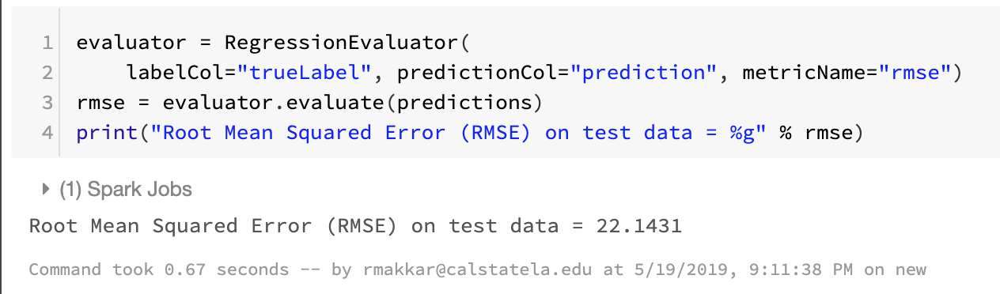 1 evaluator = RegressionEvaluator(
2     labelCol="trueLabel", predictionCol="prediction", metricName="rmse")
3 rmse = evaluator.evaluate(predictions)
4 print("Root Mean Squared Error (RMSE) on test data = %g" % rmse)
(1) Spark Jobs
Root Mean Squared Error (RMSE) on test data = 22.1431
Command took 0.67 seconds -- by rmakkar@calstatela.edu at 5/19/2019, 9:11:38 PM on new